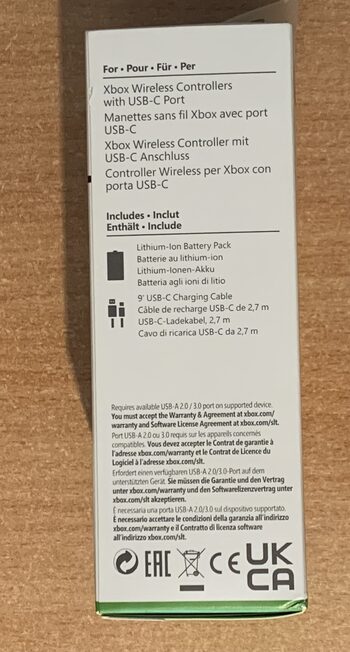 For • Pour • Für • Per
Xbox Wireless Controllers
with USB-C Port
Manettes sans fil Xbox avec port
USB-C
Xbox Wireless Controller mit
USB-C Anschluss
Controller Wireless per Xbox con
porta USB-C
Includes • Inclut
Enthält • Include
Lithium-Ion Battery Pack
Batterie au lithium-ion
Lithium-Ionen-Akku
Batteria agli ioni di litio
9' USB-C Charging Cable
Câble de recharge USB-C de 2,7 m
USB-C-Ladekabel, 2,7 m
Cavo di ricarica USB-C da 2,7 m
Requires available USB-A 2.0 / 3.0 port on supported device.
You must accept the Warranty & Agreement at xbox.com/
warranty and Software License Agreement at xbox.com/slt.
Port USB-A 2.0 ou 3.0 requis sur les appareils concernés
compatibles. Vous devez accepter le Contrat de garantie à
l'adresse xbox.com/warranty et le Contrat de Licence du
Logiciel à l'adresse xbox.com/slt.
Erfordert einen verfügbaren USB-A 2.0/3.0-Port auf dem
unterstützten Gerät. Sie müssen die Garantie und den Vertrag
unter xbox.com/warranty und den Softwarelizenzvertrag unter
xbox.com/slt akzeptieren.
È necessaria una porta USB-A 2.0/3.0 sul dispositivo supportato.
È necessario accettare le condizioni della garanzia all'indirizzo
xbox.com/warranty e il Contratto di licenza software
all'indirizzo xbox.com/slt.
EAC CE UK
CA